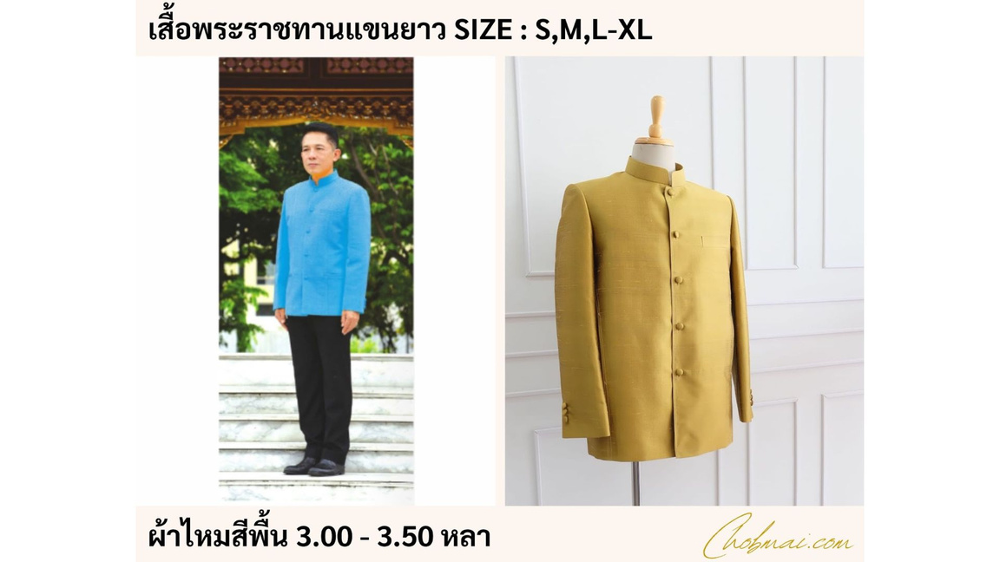 เสื้อพระราชทานแขนยาว SIZE : S,M,L-XL
ผ้าไหมสีพื้น 3.00 - 3.50 หลา
Chobmai.com